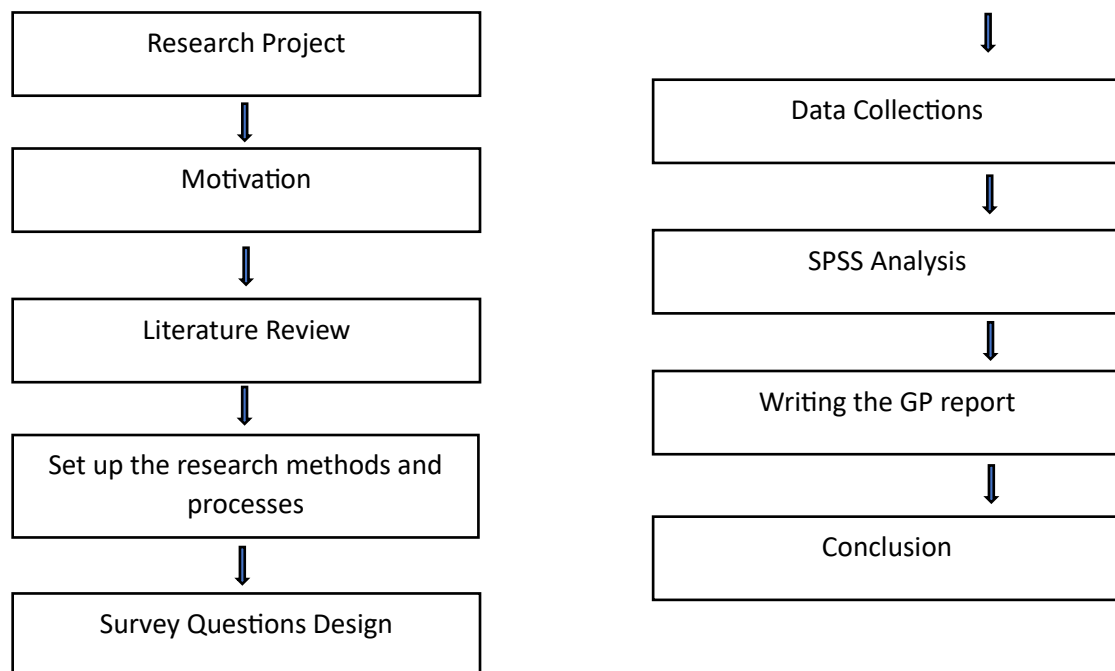 Research Project
Motivation
Literature Review
Set up the research methods and
processes
Survey Questions Design
Data Collections
SPSS Analysis
Writing the GP report
Conclusion